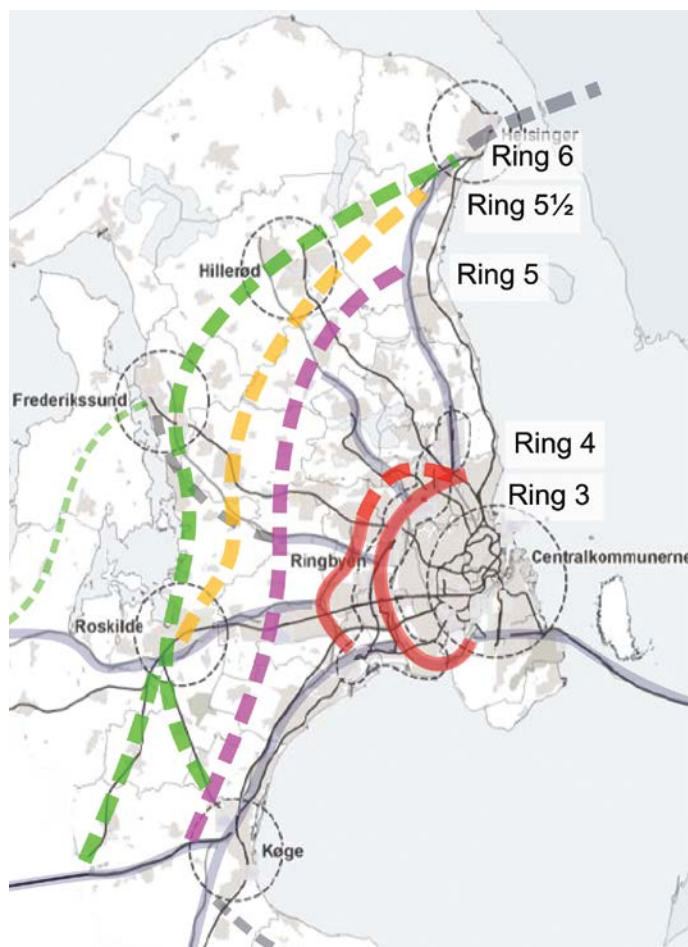 Helsingør
Ring 6
Ring 5½
Hillerød
Ring 5
Frederikssund
Ring 4
Ring 3
Ringbyen
Centralkommunerne
Roskilde
Køge